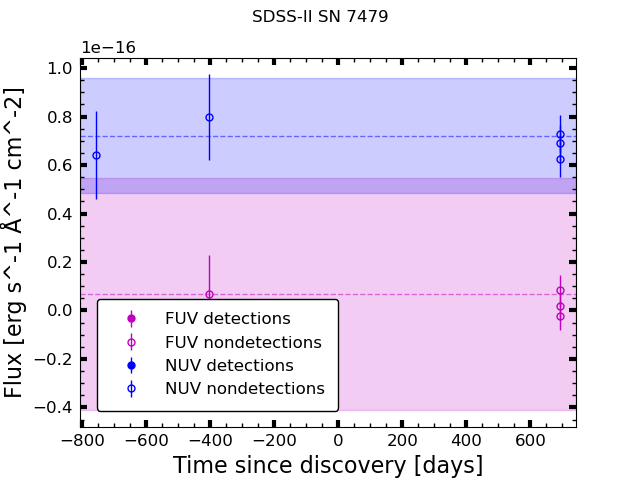 SDSS-II SN 7479
1e−16
1.0
0.8
0.6
0.4
0.2
0.0
−0.2
−0.4
Flux [erg s^-1 Å^-1 cm^-2]
FUV detections
FUV nondetections
NUV detections
NUV nondetections
−800 −600 −400 −200 0 200 400 600
Time since discovery [days]